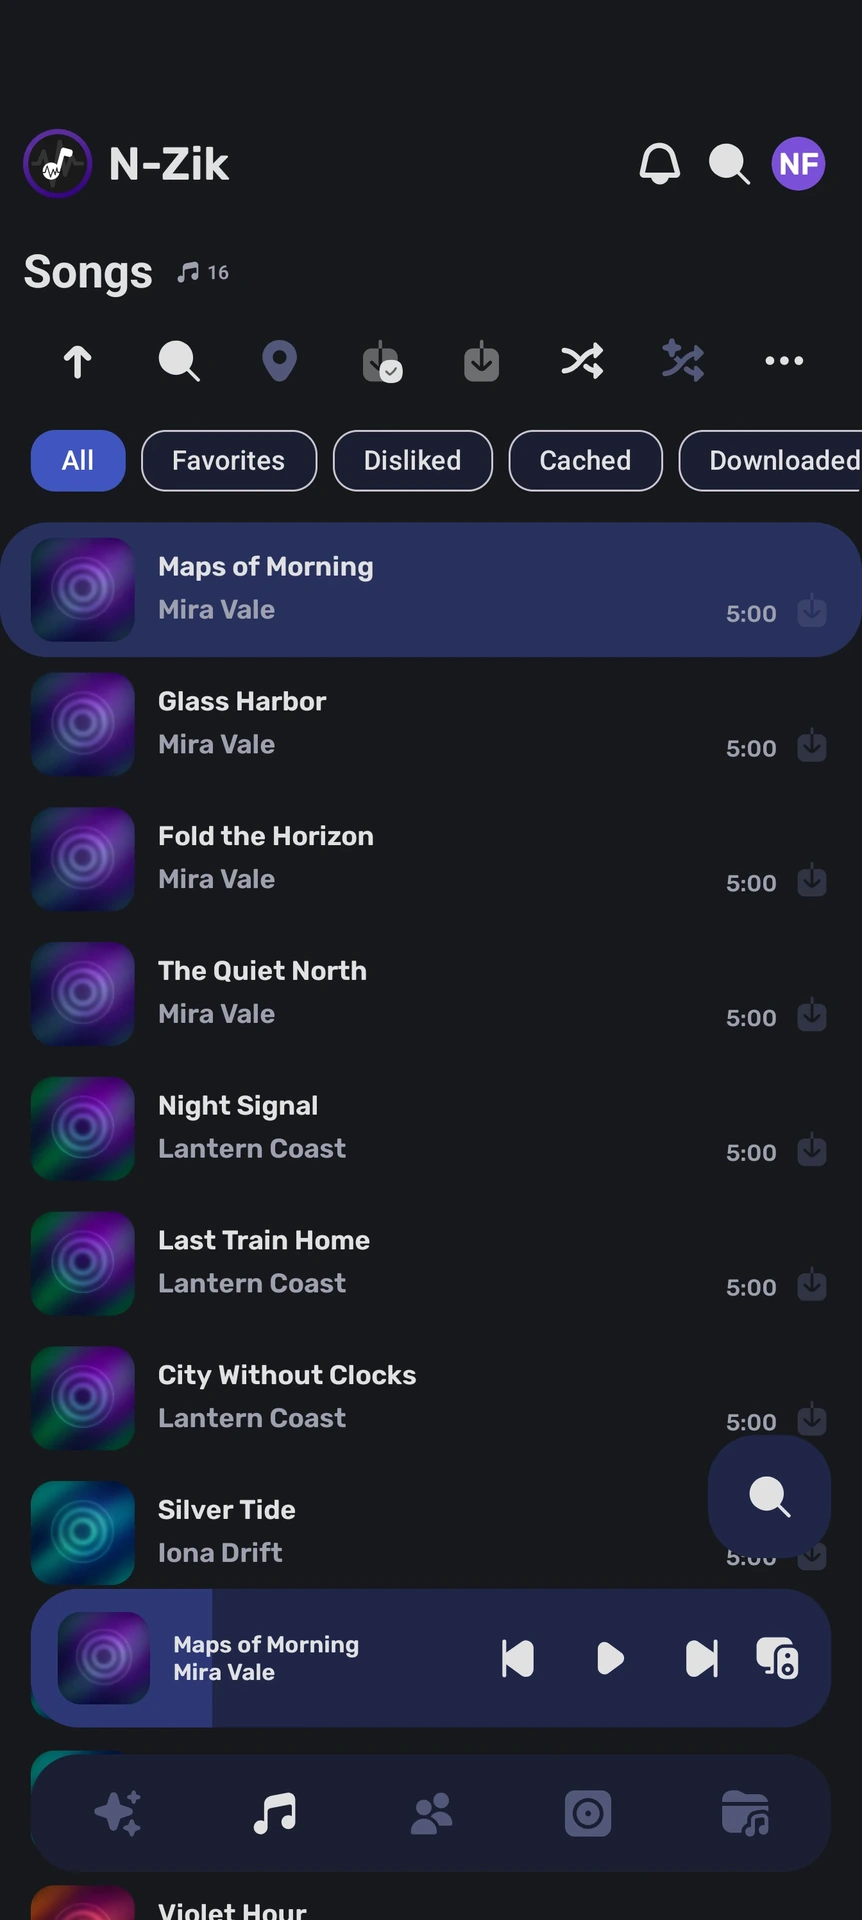 N-Zik
NF
Songs
16
All
Favorites
Disliked
Cached
Downloaded
Maps of Morning
Mira Vale
5:00
Glass Harbor
Mira Vale
5:00
Fold the Horizon
Mira Vale
5:00
The Quiet North
Mira Vale
5:00
Night Signal
Lantern Coast
5:00
Last Train Home
Lantern Coast
5:00
City Without Clocks
Lantern Coast
5:00
Silver Tide
Iona Drift
5:00
Maps of Morning
Mira Vale
Violet Hour